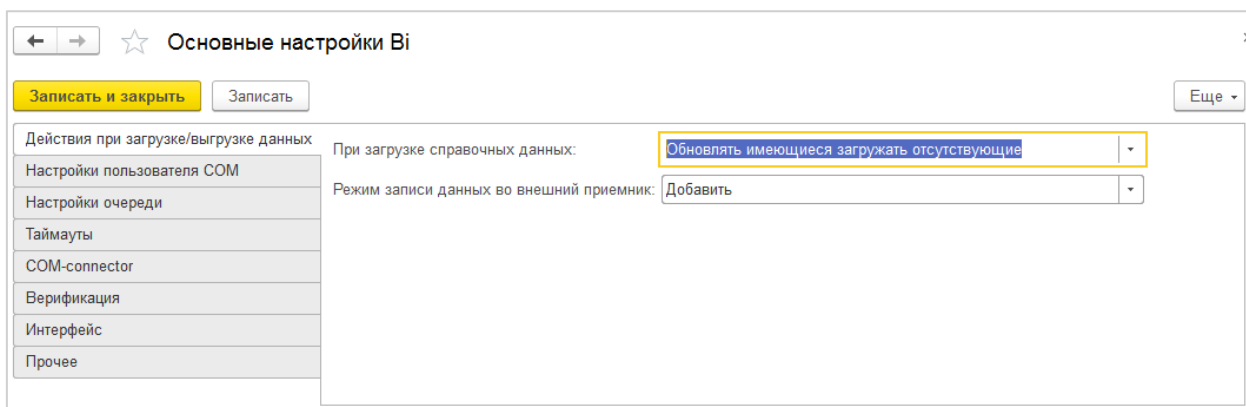 Основные настройки Bi
Записать и закрыть Записать Еще
Действия при загрузке/выгрузке данных
Настройки пользователя COM
Настройки очереди
Таймауты
COM-connector
Верификация
Интерфейс
Прочее
При загрузке справочных данных: Обновлять имеющиеся загружать отсутствующие
Режим записи данных во внешний приемник: Добавить